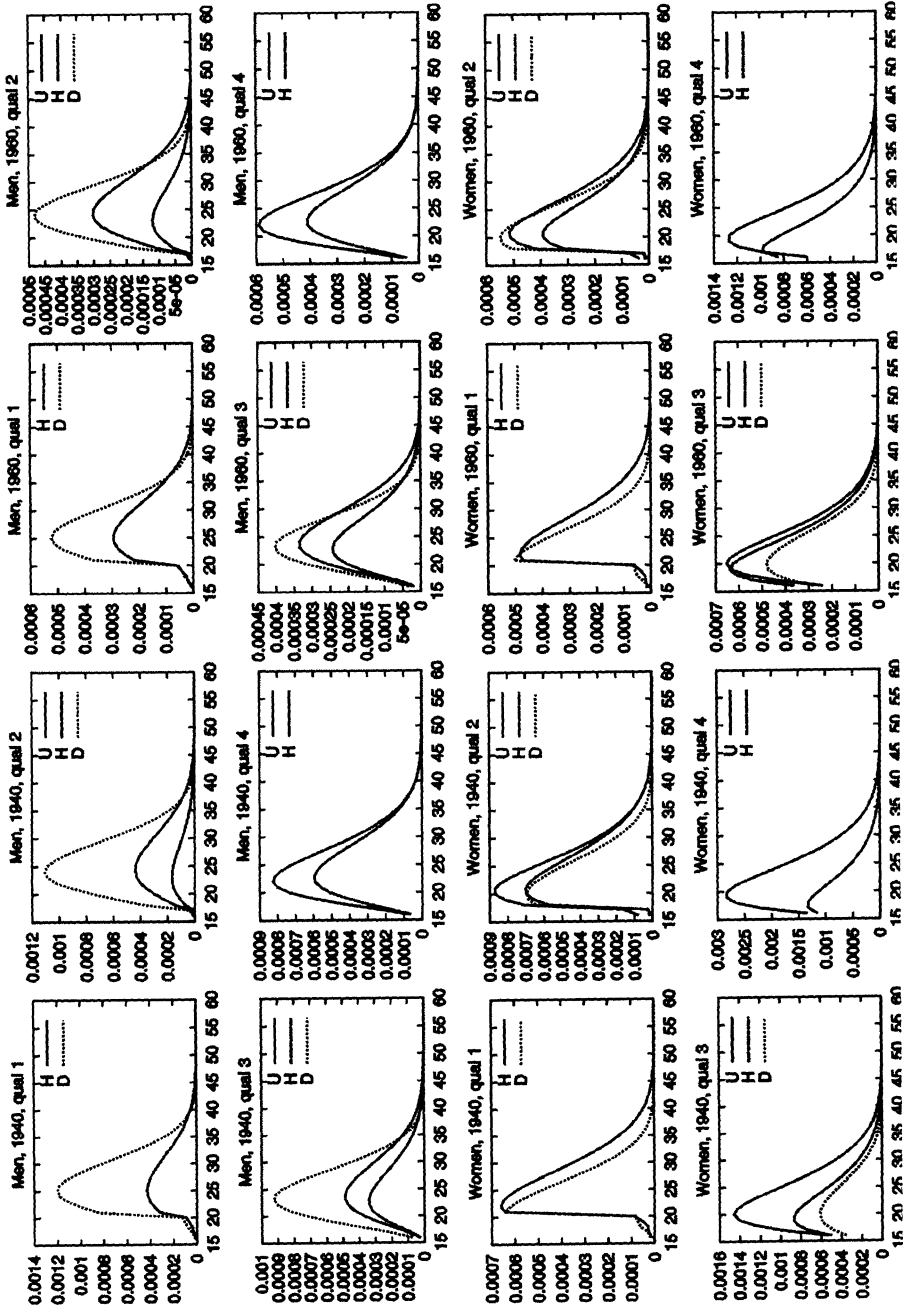 Men, 1940, qual 1
0.0014
0.0012
0.001
0.0008
0.0006
0.0004
0.0002
0
H
D
15 20 25 30 35 40 45 50 55 60
Men, 1940, qual 2
0.0012
0.001
0.0008
0.0006
0.0004
0.0002
0
U
H
D
15 20 25 30 35 40 45 50 55 60
Men, 1960, qual 1
0.0006
0.0005
0.0004
0.0003
0.0002
0.0001
0
H
D
15 20 25 30 35 40 45 50 55 60
Men, 1960, qual 2
0.0005
0.00045
0.0004
0.00035
0.0003
0.00025
0.0002
0.00015
0.0001
5e-05
0
U
H
D
15 20 25 30 35 40 45 50 55 60
Men, 1940, qual 3
0.001
0.0009
0.0008
0.0007
0.0006
0.0005
0.0004
0.0003
0.0002
0.0001
0
U
H
D
15 20 25 30 35 40 45 50 55 60
Men, 1940, qual 4
0.0009
0.0008
0.0007
0.0006
0.0005
0.0004
0.0003
0.0002
0.0001
0
U
H
15 20 25 30 35 40 45 50 55 60
Men, 1960, qual 3
0.00045
0.0004
0.00035
0.0003
0.00025
0.0002
0.00015
0.0001
5e-05
0
U
H
D
15 20 25 30 35 40 45 50 55 60
Men, 1960, qual 4
0.0006
0.0005
0.0004
0.0003
0.0002
0.0001
0
U
H
15 20 25 30 35 40 45 50 55 60
Women, 1940, qual 1
0.0007
0.0006
0.0005
0.0004
0.0003
0.0002
0.0001
0
H
D
15 20 25 30 35 40 45 50 55 60
Women, 1940, qual 2
0.0009
0.0008
0.0007
0.0006
0.0005
0.0004
0.0003
0.0002
0.0001
0
U
H
D
15 20 25 30 35 40 45 50 55 60
Women, 1960, qual 1
0.0006
0.0005
0.0004
0.0003
0.0002
0.0001
0
H
D
15 20 25 30 35 40 45 50 55 60
Women, 1960, qual 2
0.0006
0.0005
0.0004
0.0003
0.0002
0.0001
0
U
H
D
15 20 25 30 35 40 45 50 55 60
Women, 1940, qual 3
0.0016
0.0014
0.0012
0.001
0.0008
0.0006
0.0004
0.0002
0
U
H
D
15 20 25 30 35 40 45 50 55 60
Women, 1940, qual 4
0.003
0.0025
0.002
0.0015
0.001
0.0005
0
U
H
15 20 25 30 35 40 45 50 55 60
Women, 1960, qual 3
0.0007
0.0006
0.0005
0.0004
0.0003
0.0002
0.0001
0
U
H
D
15 20 25 30 35 40 45 50 55 60
Women, 1960, qual 4
0.0014
0.0012
0.001
0.0008
0.0006
0.0004
0.0002
0
U
H
15 20 25 30 35 40 45 50 55 60